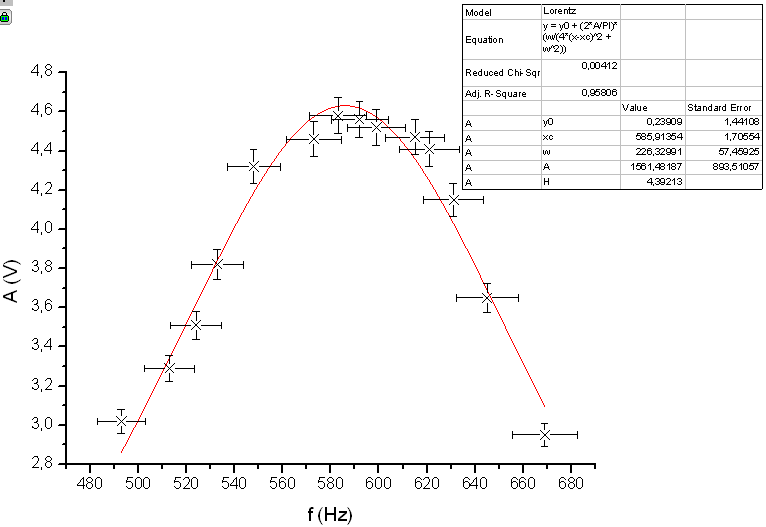 Model Lorentz
Equation y = y0 + (2*A/PI)*
(w/(4*(x-xc)^2 +
w^2))
Reduced Chi-Sqr 0,00412
Adj. R-Square 0,95806
Value Standard Error
A y0 0,23909 1,44108
A xc 585,91354 1,70554
A w 226,32991 57,45925
A A 1561,48187 893,51057
A H 4,39213
4,8
4,6
4,4
4,2
4,0
3,8
3,6
3,4
3,2
3,0
2,8
A (V)
480 500 520 540 560 580 600 620 640 660 680
f (Hz)